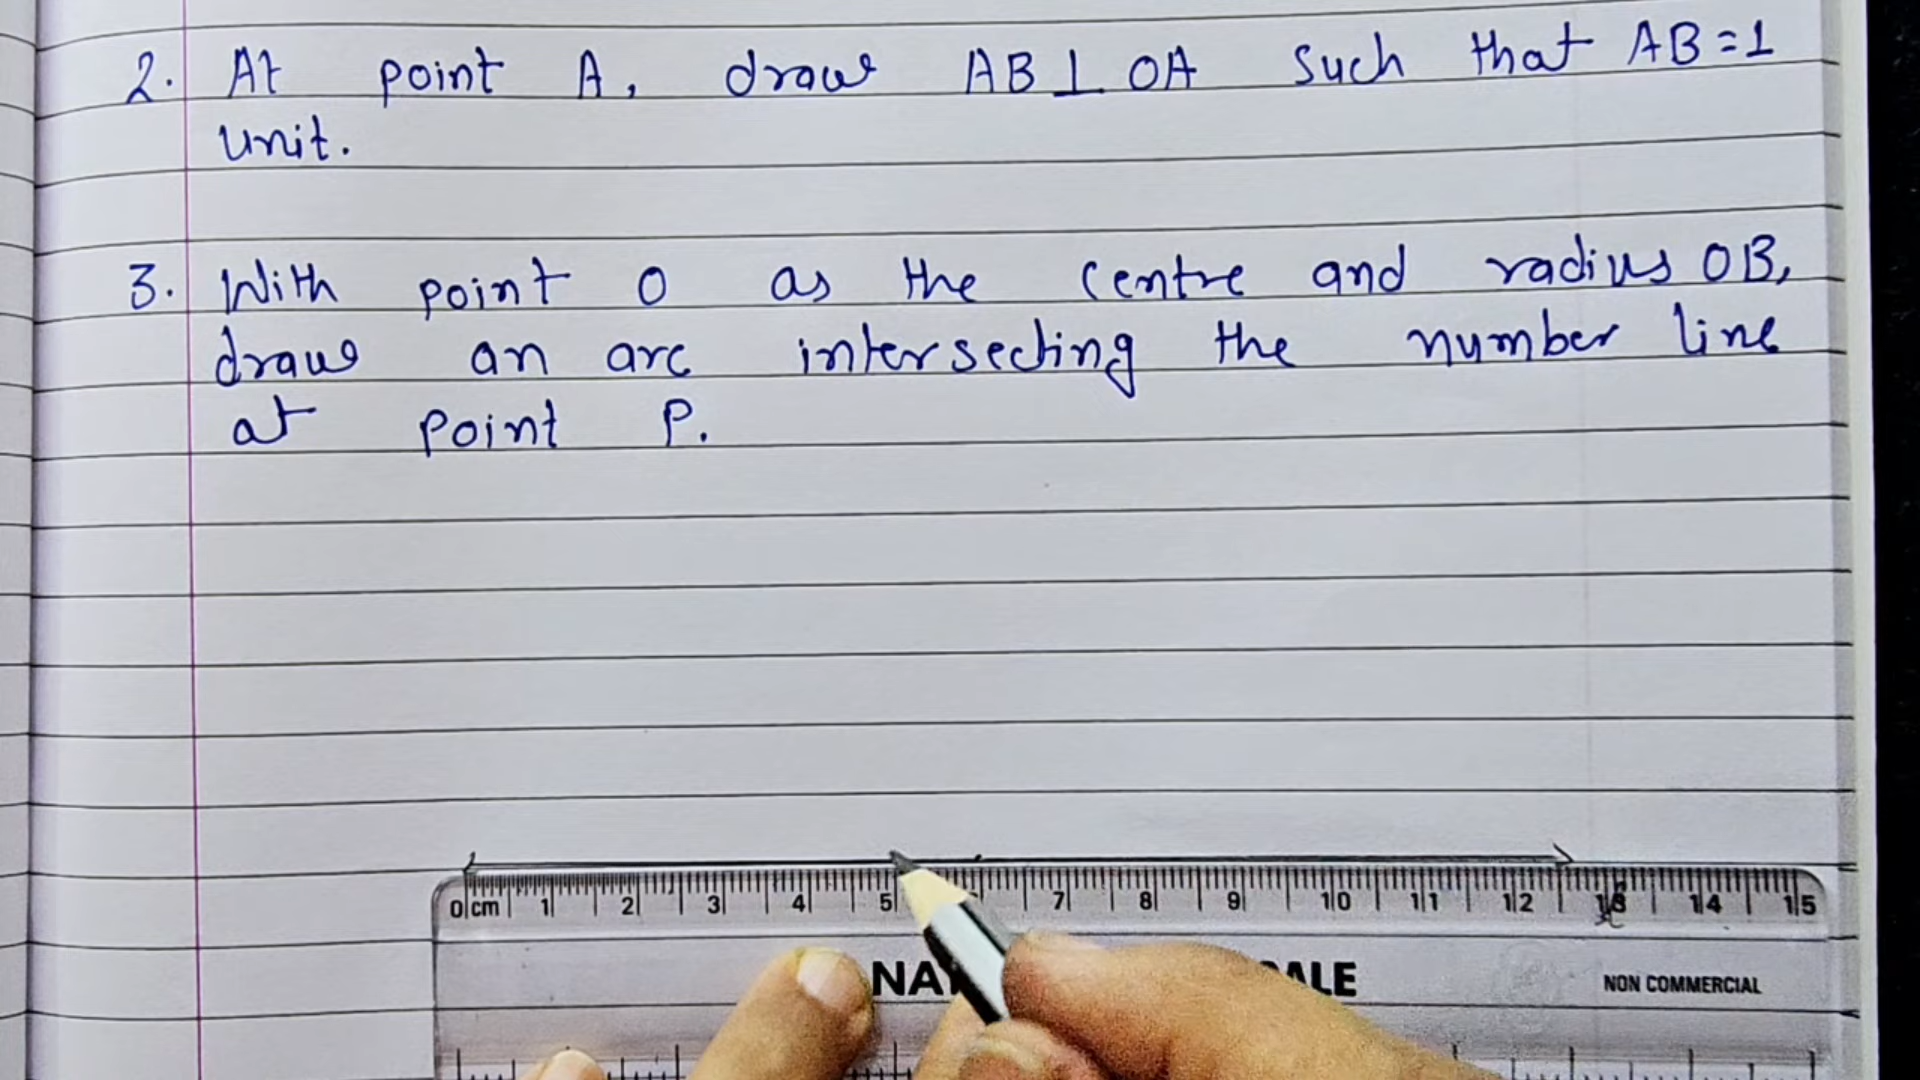 2. At point A, draw AB ⊥ OA such that AB = 1
unit.
3. With point O as the centre and radius OB,
draw an arc intersecting the number line
at point P.
0 cm 1 2 3 4 5 7 8 9 10 11 12 13 14 15
NON COMMERCIAL